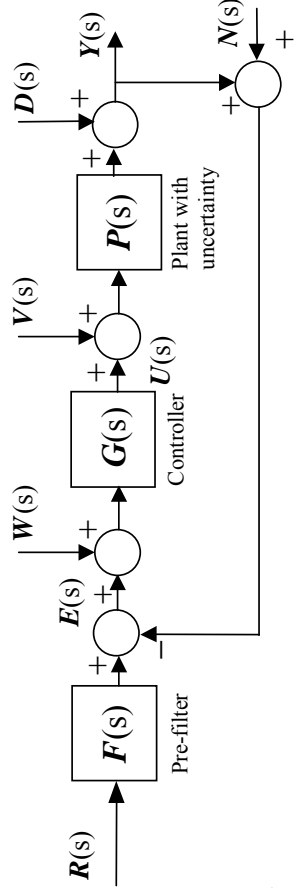 R(s)
F(s)
Pre-filter
+
−
E(s)
+
W(s)
+
G(s)
Controller
U(s)
+
V(s)
+
P(s)
Plant with
uncertainty
+
D(s)
+
Y(s)
+
N(s)
+